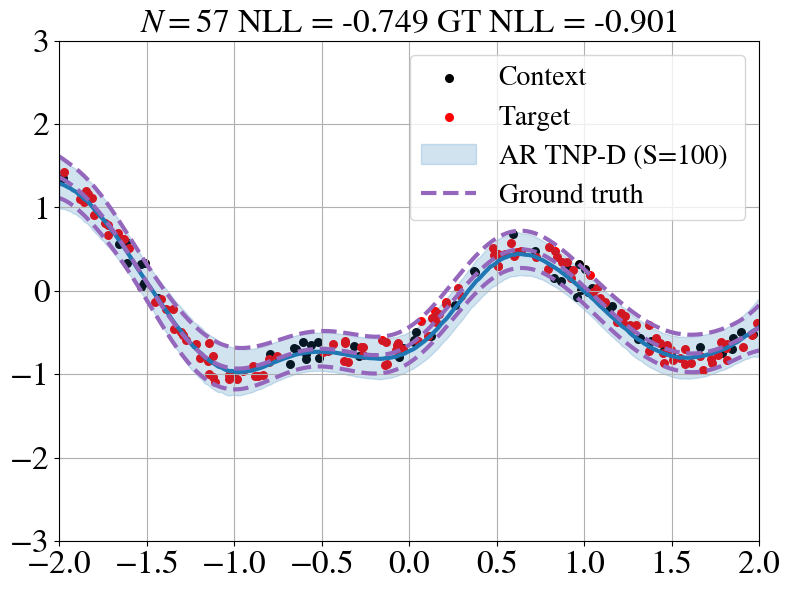 N = 57 NLL = -0.749 GT NLL = -0.901
Context
Target
AR TNP-D (S=100)
Ground truth
3
2
1
0
−1
−2
−3
−2.0 −1.5 −1.0 −0.5 0.0 0.5 1.0 1.5 2.0